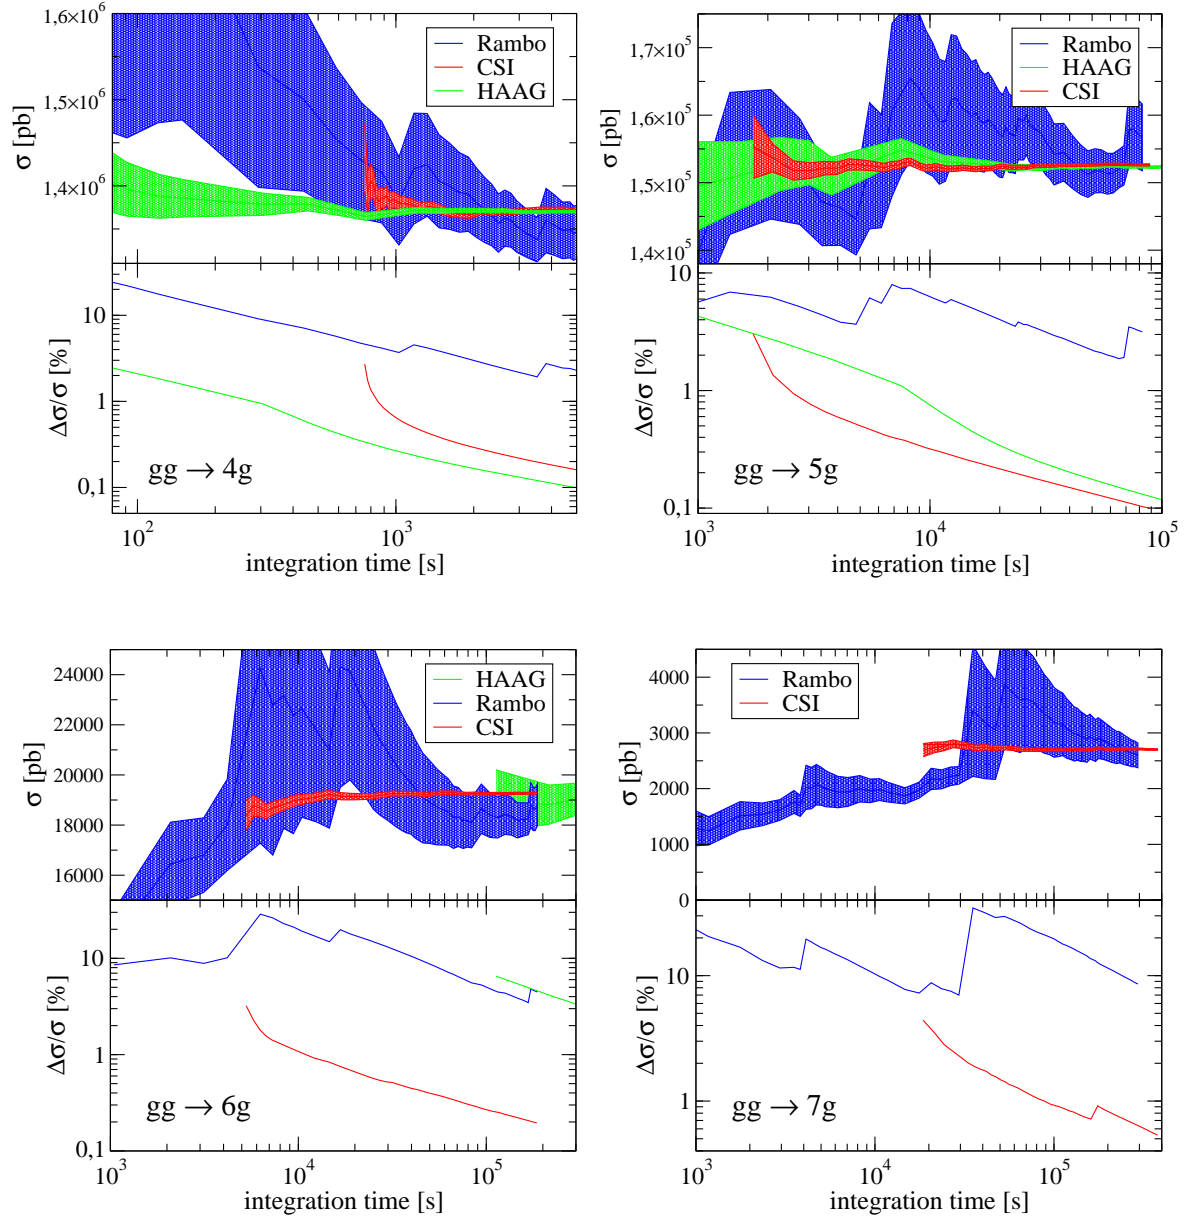 1,6×10⁶
1,5×10⁶
1,4×10⁶
σ [pb]
Rambo
CSI
HAAG
10
1
0,1
Δσ/σ [%]
gg → 4g
10² 10³
integration time [s]
1,7×10⁵
1,6×10⁵
1,5×10⁵
1,4×10⁵
σ [pb]
Rambo
HAAG
CSI
10
1
0,1
Δσ/σ [%]
gg → 5g
10³ 10⁴ 10⁵
integration time [s]
24000
22000
20000
18000
16000
σ [pb]
HAAG
Rambo
CSI
10
1
0,1
Δσ/σ [%]
gg → 6g
10³ 10⁴ 10⁵
integration time [s]
4000
3000
2000
1000
0
σ [pb]
Rambo
CSI
10
1
Δσ/σ [%]
gg → 7g
10³ 10⁴ 10⁵
integration time [s]